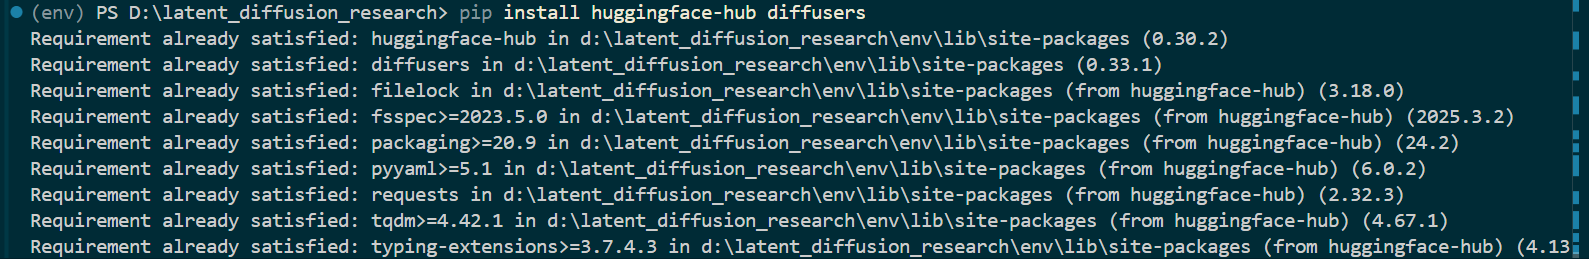 (env) PS D:\latent_diffusion_research> pip install huggingface-hub diffusers
Requirement already satisfied: huggingface-hub in d:\latent_diffusion_research\env\lib\site-packages (0.30.2)
Requirement already satisfied: diffusers in d:\latent_diffusion_research\env\lib\site-packages (0.33.1)
Requirement already satisfied: filelock in d:\latent_diffusion_research\env\lib\site-packages (from huggingface-hub) (3.18.0)
Requirement already satisfied: fsspec>=2023.5.0 in d:\latent_diffusion_research\env\lib\site-packages (from huggingface-hub) (2025.3.2)
Requirement already satisfied: packaging>=20.9 in d:\latent_diffusion_research\env\lib\site-packages (from huggingface-hub) (24.2)
Requirement already satisfied: pyyaml>=5.1 in d:\latent_diffusion_research\env\lib\site-packages (from huggingface-hub) (6.0.2)
Requirement already satisfied: requests in d:\latent_diffusion_research\env\lib\site-packages (from huggingface-hub) (2.32.3)
Requirement already satisfied: tqdm>=4.42.1 in d:\latent_diffusion_research\env\lib\site-packages (from huggingface-hub) (4.67.1)
Requirement already satisfied: typing-extensions>=3.7.4.3 in d:\latent_diffusion_research\env\lib\site-packages (from huggingface-hub) (4.13